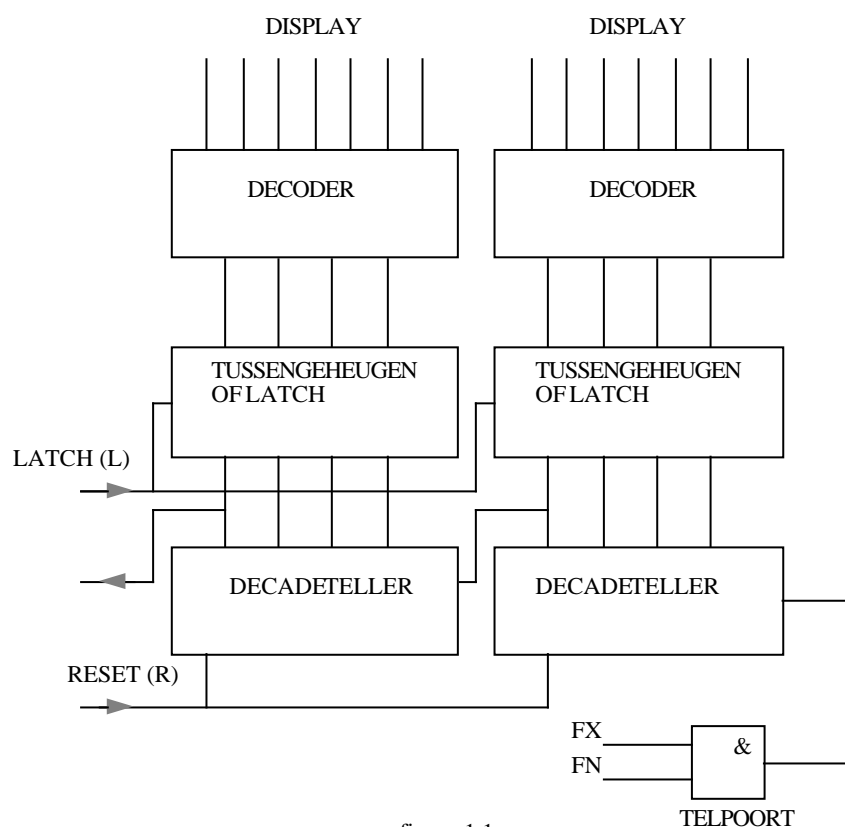 DISPLAY
DISPLAY
DECODER
DECODER
TUSSENGEHEUGEN
OF LATCH
TUSSENGEHEUGEN
OF LATCH
LATCH (L)
DECADETELLER
DECADETELLER
RESET (R)
FX
&
FN
TELPOORT